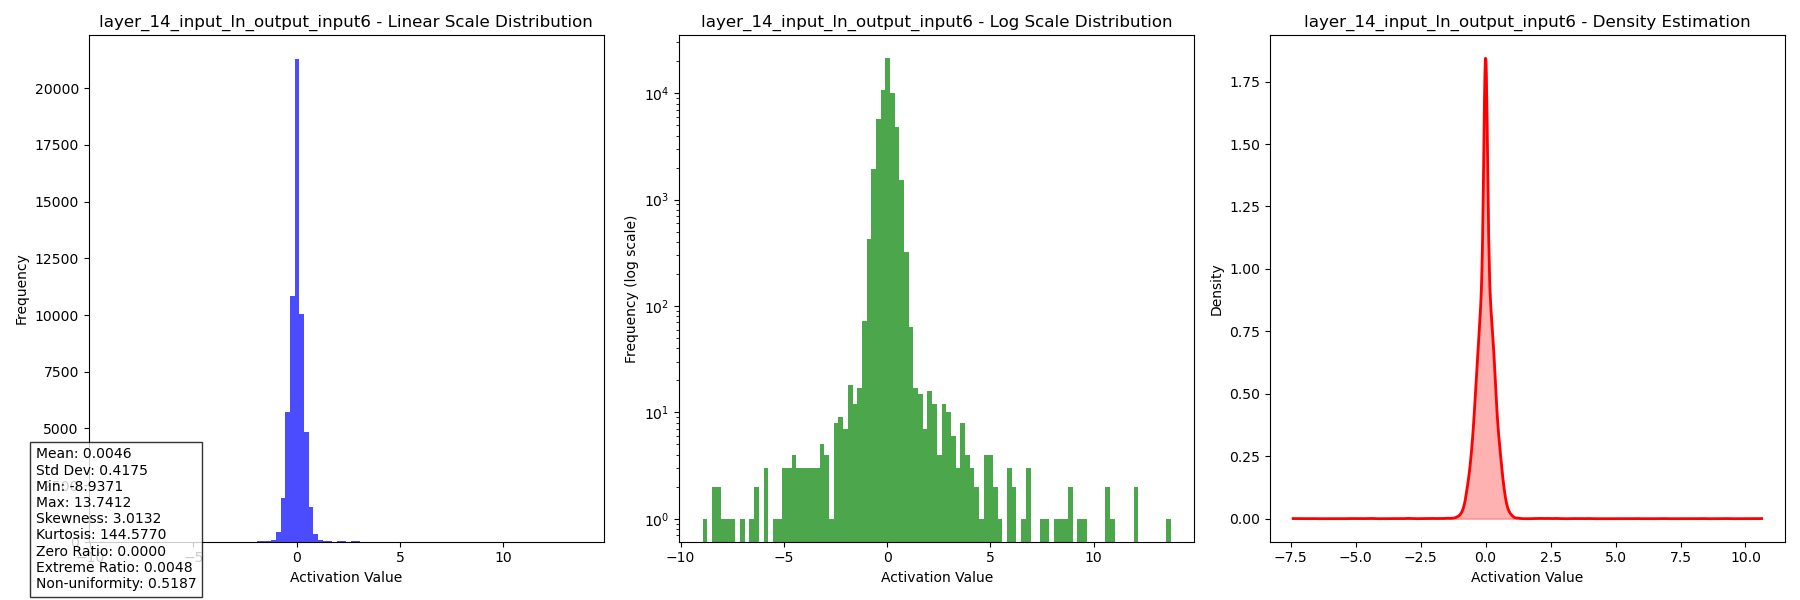 layer_14_input_ln_output_input6 - Linear Scale Distribution
Frequency
20000
17500
15000
12500
10000
7500
5000
0
−5
0
5
10
Activation Value
Mean: 0.0046
Std Dev: 0.4175
Min: -8.9371
Max: 13.7412
Skewness: 3.0132
Kurtosis: 144.5770
Zero Ratio: 0.0000
Extreme Ratio: 0.0048
Non-uniformity: 0.5187
layer_14_input_ln_output_input6 - Log Scale Distribution
Frequency (log scale)
10⁴
10³
10²
10¹
10⁰
−10
−5
0
5
10
Activation Value
layer_14_input_ln_output_input6 - Density Estimation
Density
1.75
1.50
1.25
1.00
0.75
0.50
0.25
0.00
−7.5
−5.0
−2.5
0.0
2.5
5.0
7.5
10.0
Activation Value